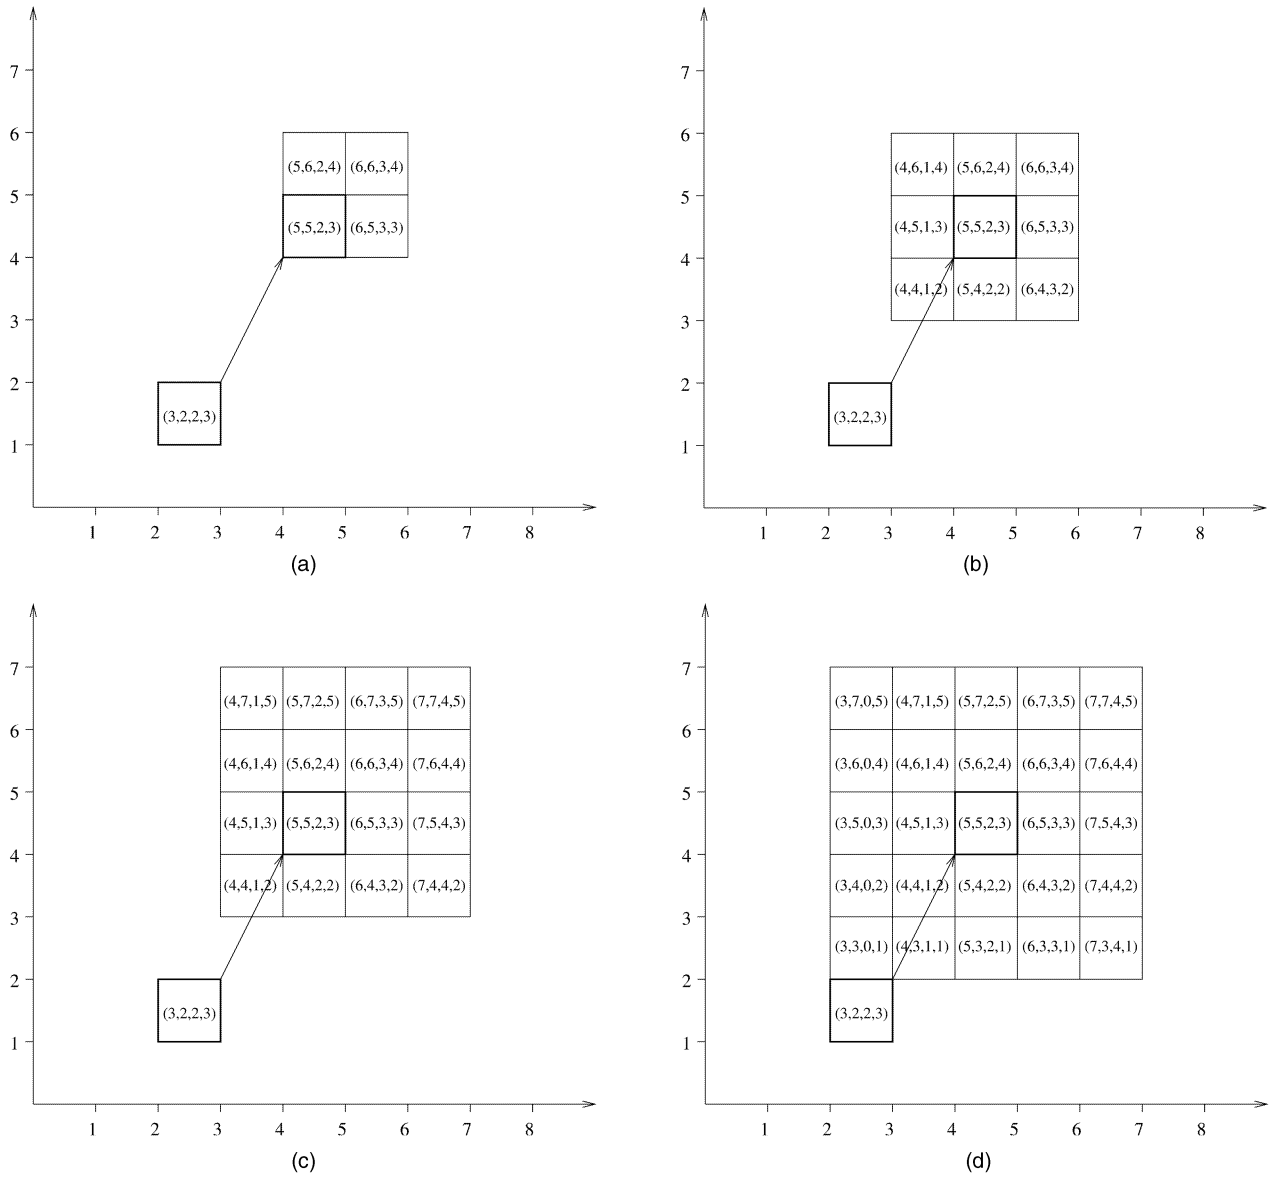 7 7
6 6
(5,6,2,4) (6,6,3,4) (4,6,1,4) (5,6,2,4) (6,6,3,4)
5 5
(5,5,2,3) (6,5,3,3) (4,5,1,3) (5,5,2,3) (6,5,3,3)
4 4
(4,4,1,2) (5,4,2,2) (6,4,3,2)
3 3
2 2
(3,2,2,3) (3,2,2,3)
1 1
1 2 3 4 5 6 7 8 1 2 3 4 5 6 7 8
(a) (b)
7 7
(4,7,1,5) (5,7,2,5) (6,7,3,5) (7,7,4,5) (3,7,0,5) (4,7,1,5) (5,7,2,5) (6,7,3,5) (7,7,4,5)
6 6
(4,6,1,4) (5,6,2,4) (6,6,3,4) (7,6,4,4) (3,6,0,4) (4,6,1,4) (5,6,2,4) (6,6,3,4) (7,6,4,4)
5 5
(4,5,1,3) (5,5,2,3) (6,5,3,3) (7,5,4,3) (3,5,0,3) (4,5,1,3) (5,5,2,3) (6,5,3,3) (7,5,4,3)
4 4
(4,4,1,2) (5,4,2,2) (6,4,3,2) (7,4,4,2) (3,4,0,2) (4,4,1,2) (5,4,2,2) (6,4,3,2) (7,4,4,2)
3 3
(3,3,0,1) (4,3,1,1) (5,3,2,1) (6,3,3,1) (7,3,4,1)
2 2
(3,2,2,3) (3,2,2,3)
1 1
1 2 3 4 5 6 7 8 1 2 3 4 5 6 7 8
(c) (d)